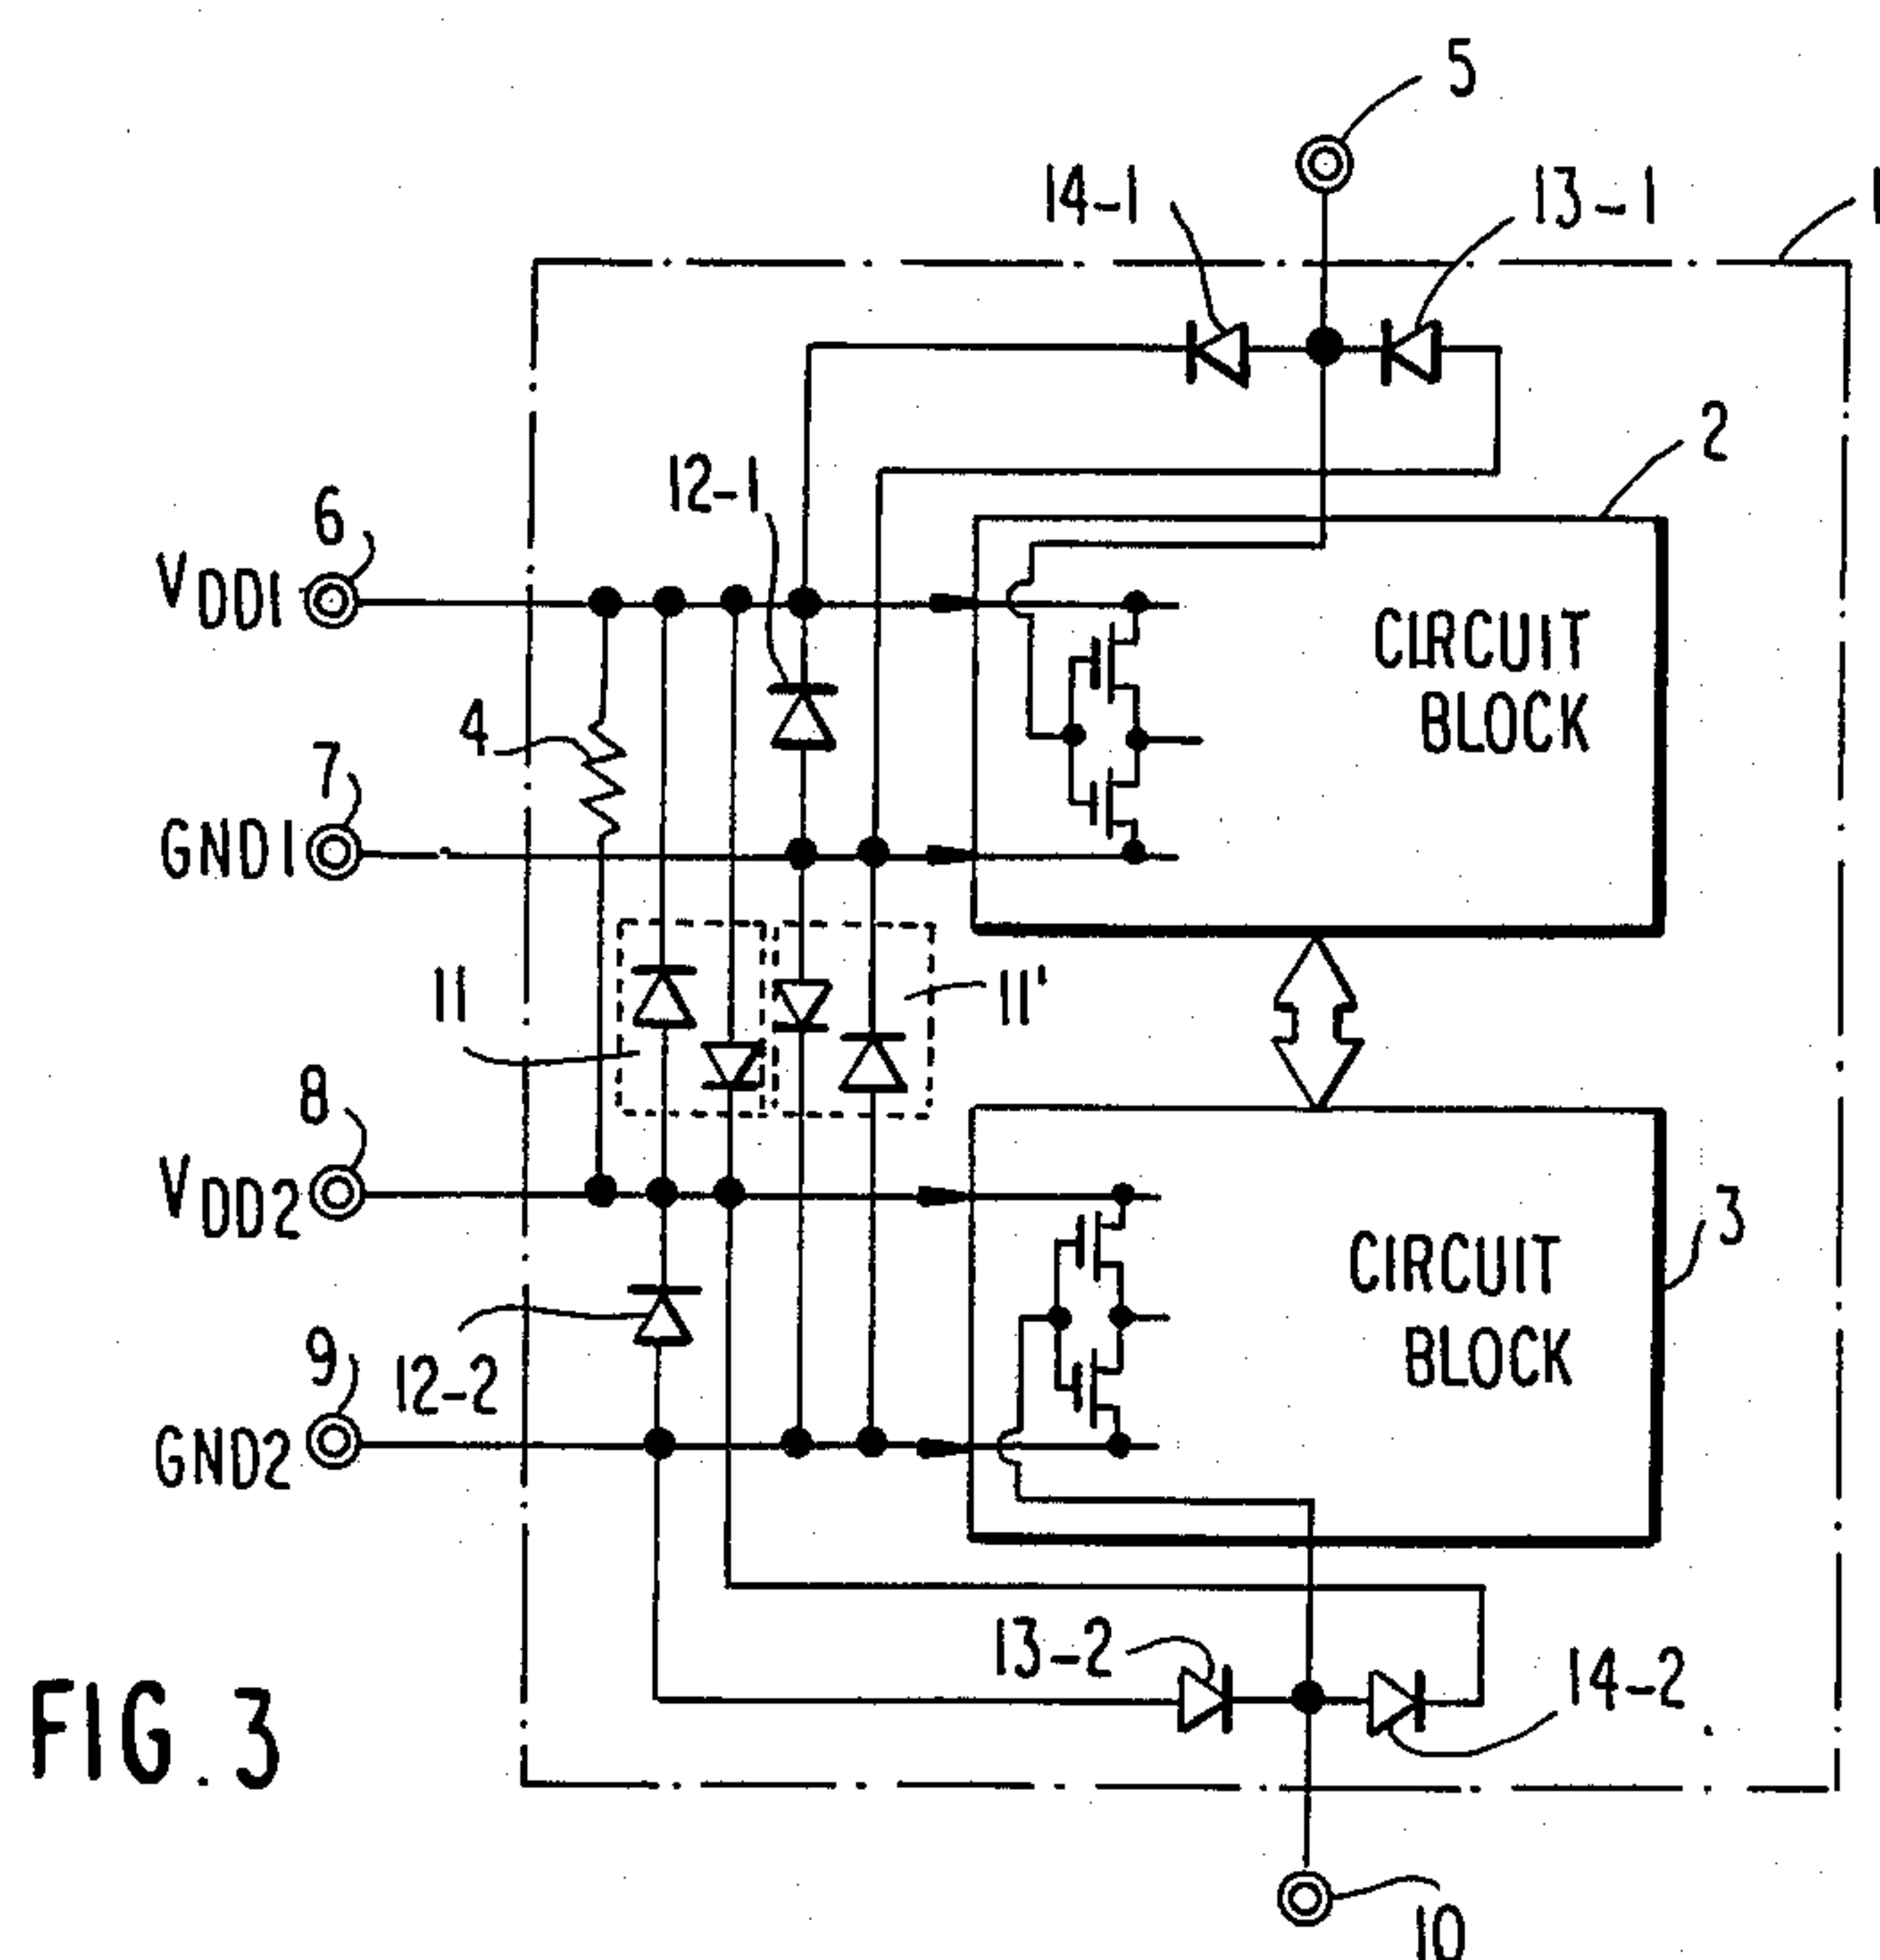 5
14-1
13-1
1
2
12-1
6
VDD1
CIRCUIT
BLOCK
4
7
GND1
11
11'
8
VDD2
3
CIRCUIT
BLOCK
9
12-2
GND2
13-2
14-2
FIG. 3
10